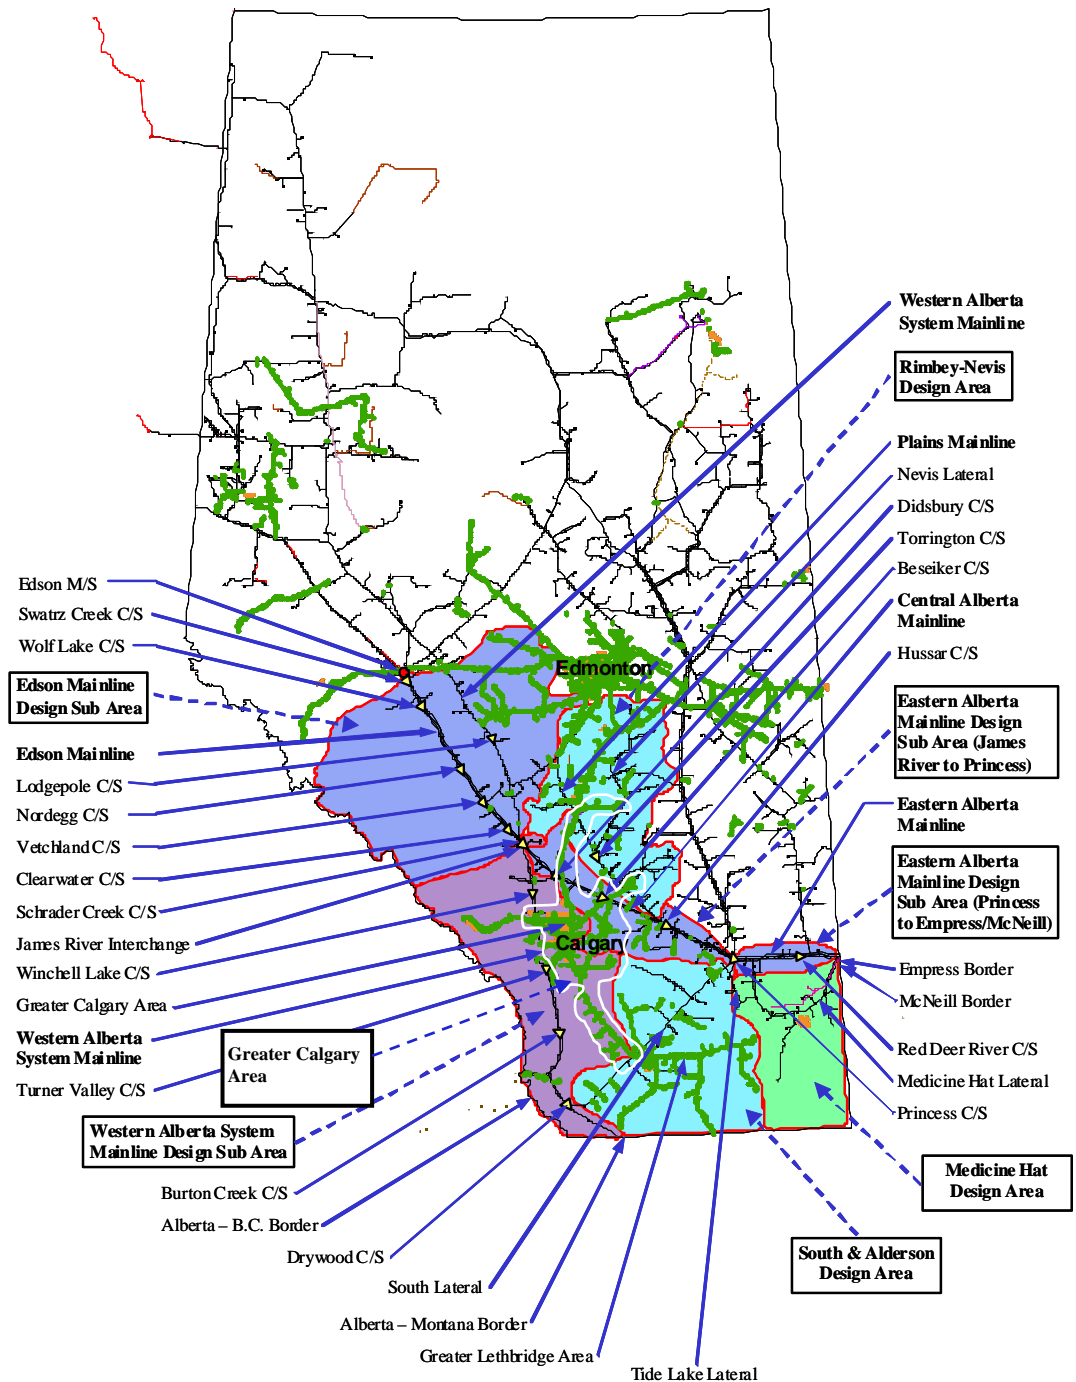 Western Alberta
System Mainline
Rimbey-Nevis
Design Area
Plains Mainline
Nevis Lateral
Didsbury C/S
Torrington C/S
Beseiker C/S
Central Alberta
Mainline
Hussar C/S
Eastern Alberta
Mainline Design
Sub Area (James
River to Princess)
Eastern Alberta
Mainline
Eastern Alberta
Mainline Design
Sub Area (Princess
to Empress/McNeill)
Empress Border
McNeill Border
Red Deer River C/S
Medicine Hat Lateral
Princess C/S
Medicine Hat
Design Area
South & Alderson
Design Area
Edmonton
Calgary
Edson M/S
Swatrz Creek C/S
Wolf Lake C/S
Edson Mainline
Design Sub Area
Edson Mainline
Lodgepole C/S
Nordegg C/S
Vetchland C/S
Clearwater C/S
Schrader Creek C/S
James River Interchange
Winchell Lake C/S
Greater Calgary Area
Western Alberta
System Mainline
Turner Valley C/S
Greater Calgary
Area
Western Alberta System
Mainline Design Sub Area
Burton Creek C/S
Alberta – B.C. Border
Drywood C/S
South Lateral
Alberta – Montana Border
Greater Lethbridge Area
Tide Lake Lateral